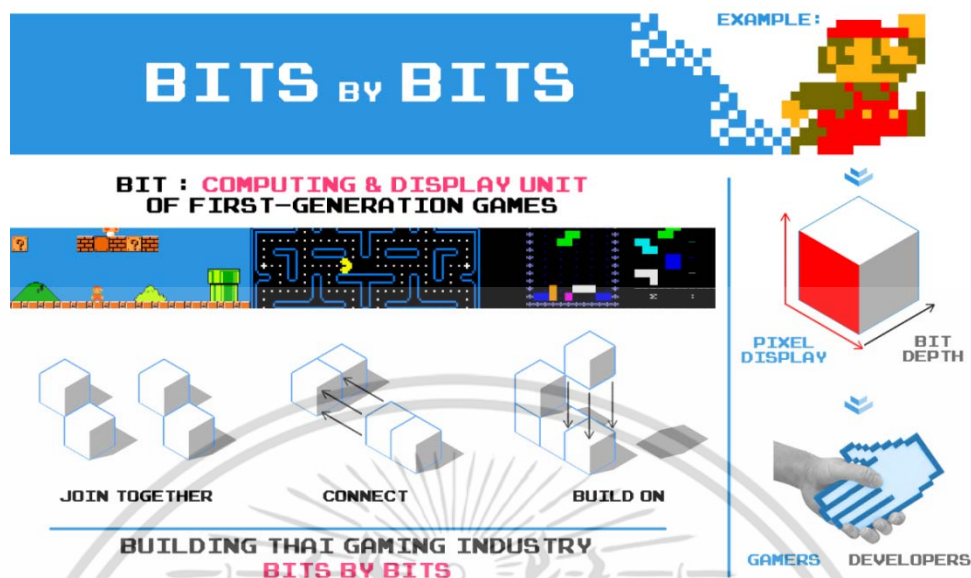 BITS BY BITS
EXAMPLE:
BIT : COMPUTING & DISPLAY UNIT
OF FIRST-GENERATION GAMES
? ?
PIXEL
DISPLAY
BIT
DEPTH
JOIN TOGETHER
CONNECT
BUILD ON
GAMERS
DEVELOPERS
BUILDING THAI GAMING INDUSTRY
BITS BY BITS